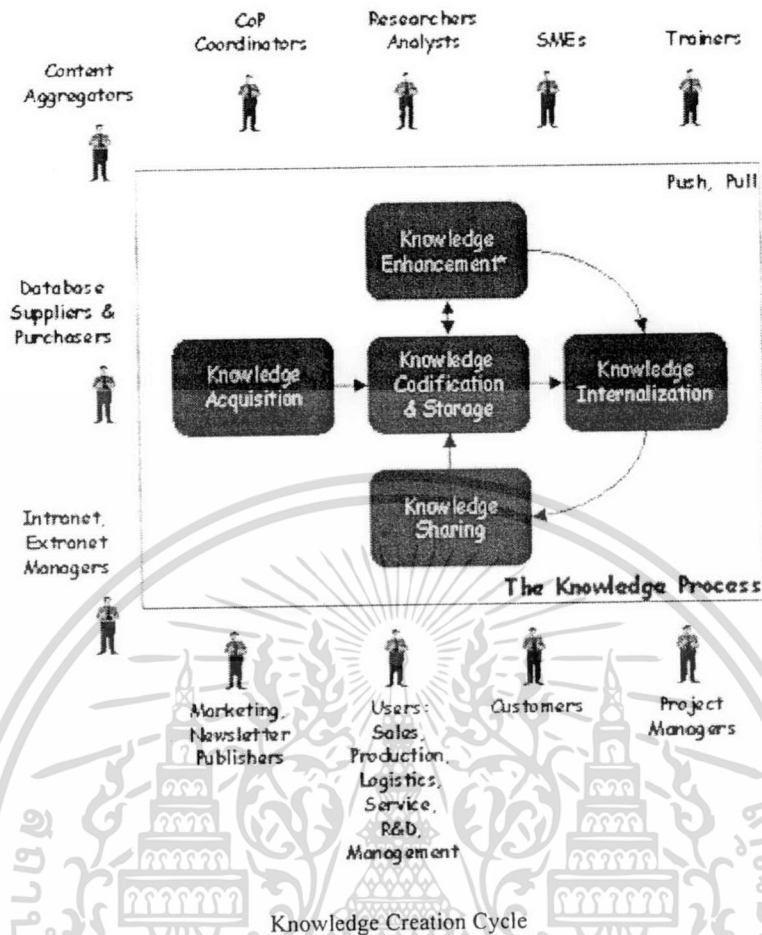 CoP
Coordinators
Researchers
Analysts
SMEs
Trainers
Content
Aggregators
Push, Pull
Knowledge
Enhancement*
Database
Suppliers &
Purchasers
Knowledge
Acquisition
Knowledge
Codification
& Storage
Knowledge
Internalization
Knowledge
Sharing
Intranet,
Extranet
Managers
The Knowledge Process
Marketing,
Newsletter
Publishers
Users:
Sales,
Production,
Logistics,
Service,
R&D,
Management
Customers
Project
Managers
Knowledge Creation Cycle